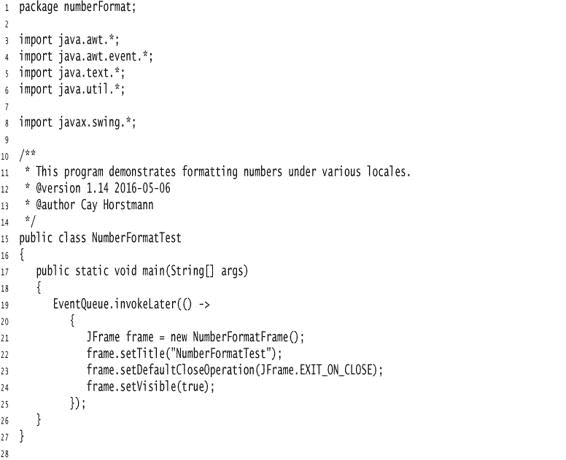 1 package numberFormat;
2
3 import java.awt.*;
4 import java.awt.event.*;
5 import java.text.*;
6 import java.util.*;
7
8 import javax.swing.*;
9
10 /**
11  * This program demonstrates formatting numbers under various locales.
12  * @version 1.14 2016-05-06
13  * @author Cay Horstmann
14  */
15 public class NumberFormatTest
16 {
17    public static void main(String[] args)
18    {
19       EventQueue.invokeLater(() ->
20          {
21             JFrame frame = new NumberFormatFrame();
22             frame.setTitle("NumberFormatTest");
23             frame.setDefaultCloseOperation(JFrame.EXIT_ON_CLOSE);
24             frame.setVisible(true);
25          });
26    }
27 }
28